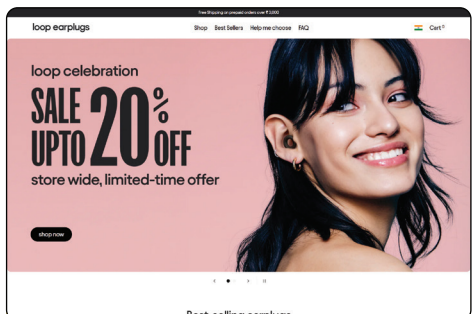 Free Shipping on prepaid orders over ₹ 3,000
loop earplugs
Shop Best Sellers Help me choose FAQ
Cart 0
loop celebration
SALE
UPTO 20% OFF
store wide, limited-time offer
shop now
Best-selling earplugs